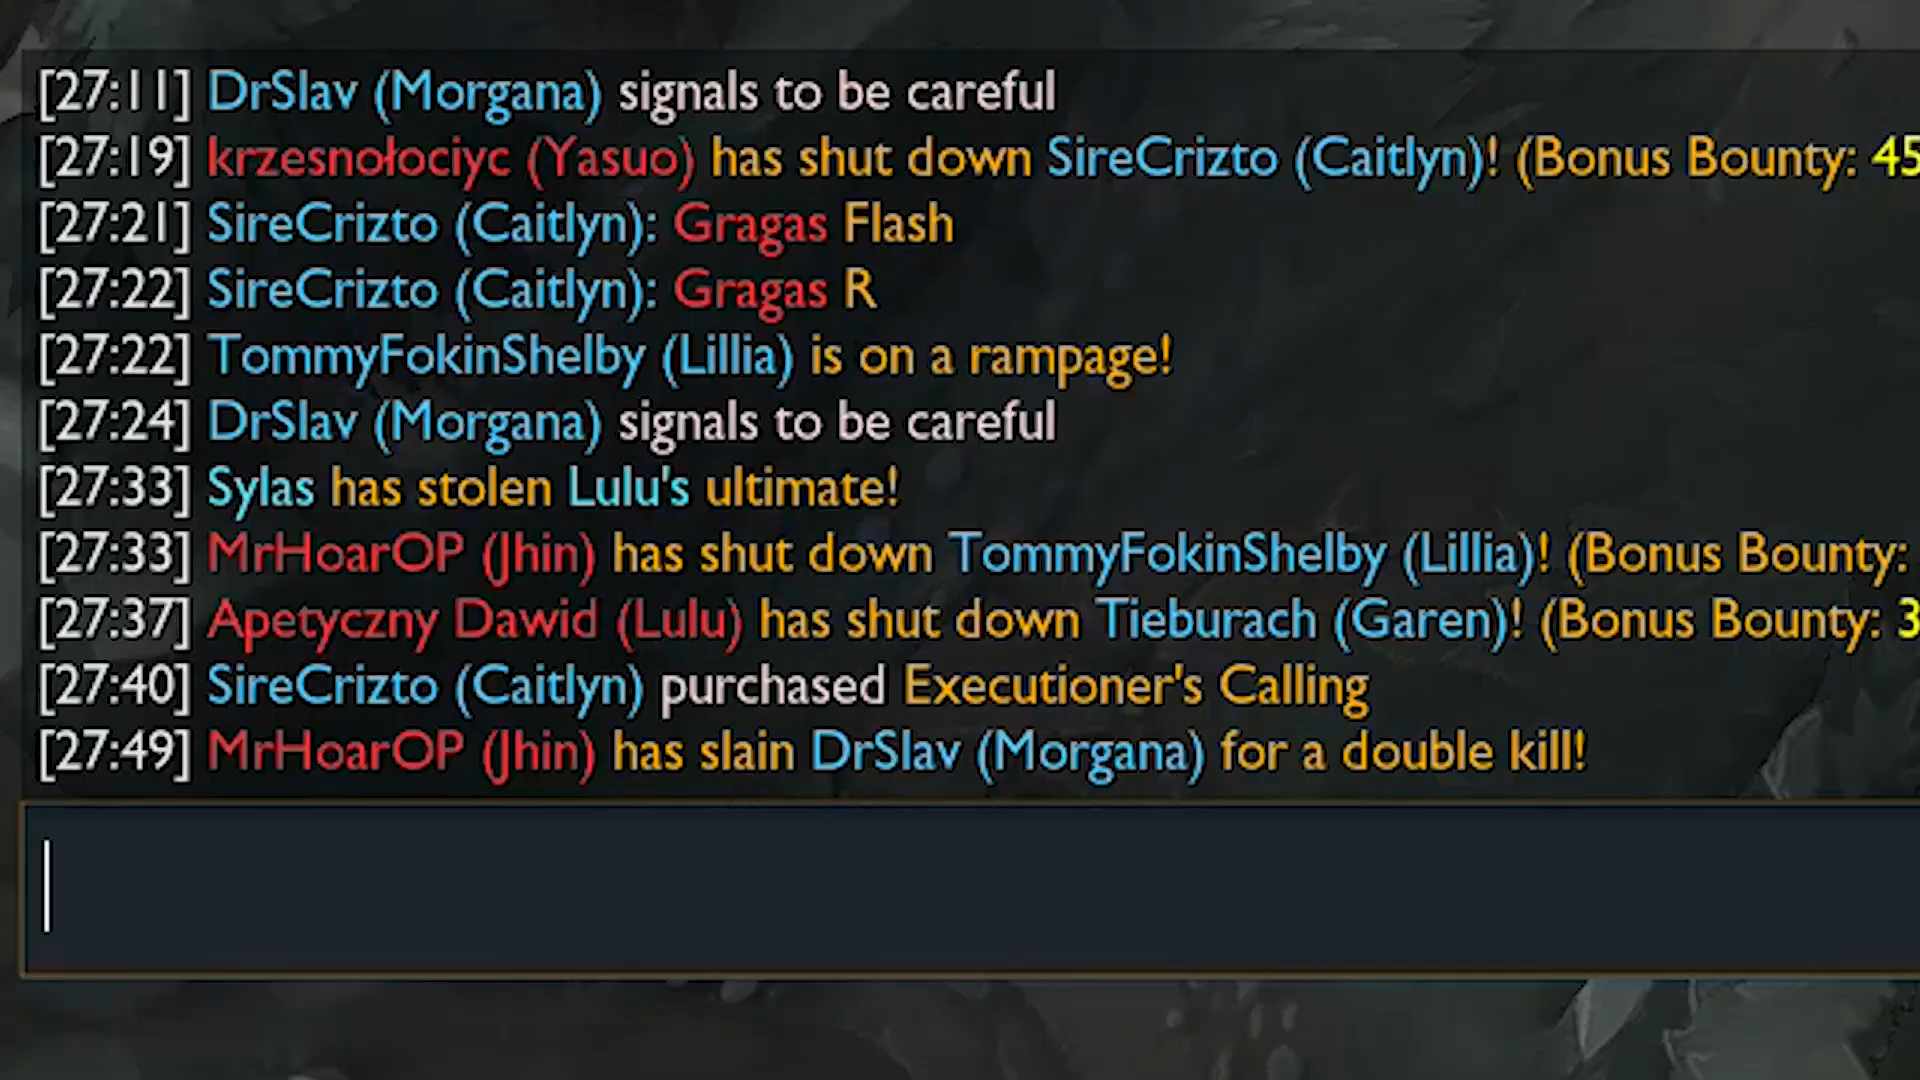 [27:11] DrSlav (Morgana) signals to be careful
[27:19] krzesnołociyc (Yasuo) has shut down SireCrizto (Caitlyn)! (Bonus Bounty: 45
[27:21] SireCrizto (Caitlyn): Gragas Flash
[27:22] SireCrizto (Caitlyn): Gragas R
[27:22] TommyFokinShelby (Lillia) is on a rampage!
[27:24] DrSlav (Morgana) signals to be careful
[27:33] Sylas has stolen Lulu's ultimate!
[27:33] MrHoarOP (Jhin) has shut down TommyFokinShelby (Lillia)! (Bonus Bounty:
[27:37] Apetyczny Dawid (Lulu) has shut down Tieburach (Garen)! (Bonus Bounty: 3
[27:40] SireCrizto (Caitlyn) purchased Executioner's Calling
[27:49] MrHoarOP (Jhin) has slain DrSlav (Morgana) for a double kill!